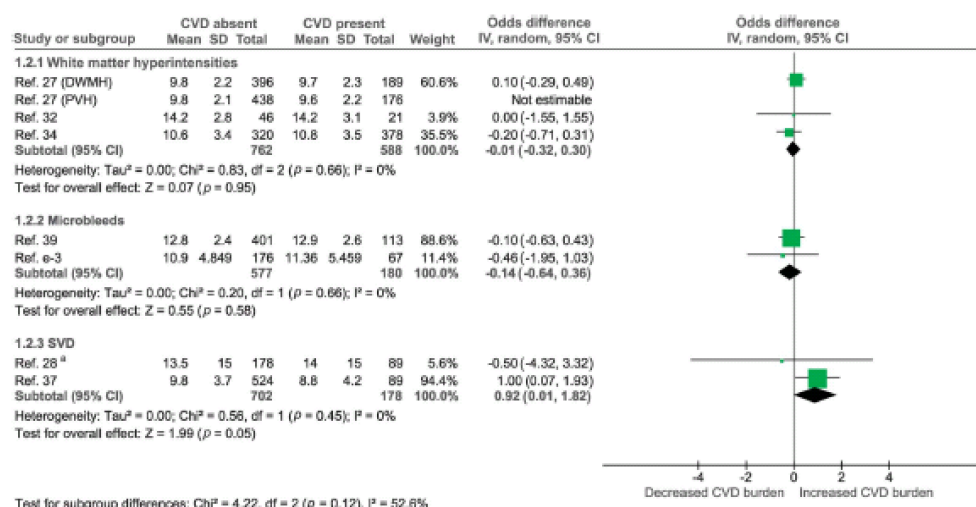 CVD absent CVD present Odds difference Odds difference
Study or subgroup Mean SD Total Mean SD Total Weight IV, random, 95% CI IV, random, 95% CI
1.2.1 White matter hyperintensities
Ref. 27 (DWMH) 9.8 2.2 396 9.7 2.3 189 60.6% 0.10 (-0.29, 0.49)
Ref. 27 (PVH) 9.8 2.1 438 9.6 2.2 176 Not estimable
Ref. 32 14.2 2.8 46 14.2 3.1 21 3.9% 0.00 (-1.55, 1.55)
Ref. 34 10.6 3.4 320 10.8 3.5 378 35.5% -0.20 (-0.71, 0.31)
Subtotal (95% CI) 762 588 100.0% -0.01 (-0.32, 0.30)
Heterogeneity: Tau² = 0.00; Chi² = 0.83, df = 2 (p = 0.66); I² = 0%
Test for overall effect: Z = 0.07 (p = 0.95)
1.2.2 Microbleeds
Ref. 39 12.8 2.4 401 12.9 2.6 113 88.6% -0.10 (-0.63, 0.43)
Ref. e-3 10.9 4.849 176 11.36 5.459 67 11.4% -0.46 (-1.95, 1.03)
Subtotal (95% CI) 577 180 100.0% -0.14 (-0.64, 0.36)
Heterogeneity: Tau² = 0.00; Chi² = 0.20, df = 1 (p = 0.66); I² = 0%
Test for overall effect: Z = 0.55 (p = 0.58)
1.2.3 SVD
Ref. 28 a 13.5 15 178 14 15 89 5.6% -0.50 (-4.32, 3.32)
Ref. 37 9.8 3.7 524 8.8 4.2 89 94.4% 1.00 (0.07, 1.93)
Subtotal (95% CI) 702 178 100.0% 0.92 (0.01, 1.82)
Heterogeneity: Tau² = 0.00; Chi² = 0.56, df = 1 (p = 0.45); I² = 0%
Test for overall effect: Z = 1.99 (p = 0.05)
-4 -2 0 2 4
Decreased CVD burden Increased CVD burden
Test for subgroup differences: Chi² = 4.22, df = 2 (p = 0.12), I² = 52.6%